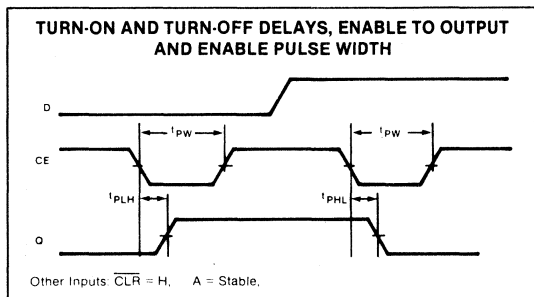 TURN-ON AND TURN-OFF DELAYS, ENABLE TO OUTPUT
AND ENABLE PULSE WIDTH
D
tPW
tPW
CE
tPLH
tPHL
Q
Other Inputs: C̅L̅R̅ = H, A = Stable,